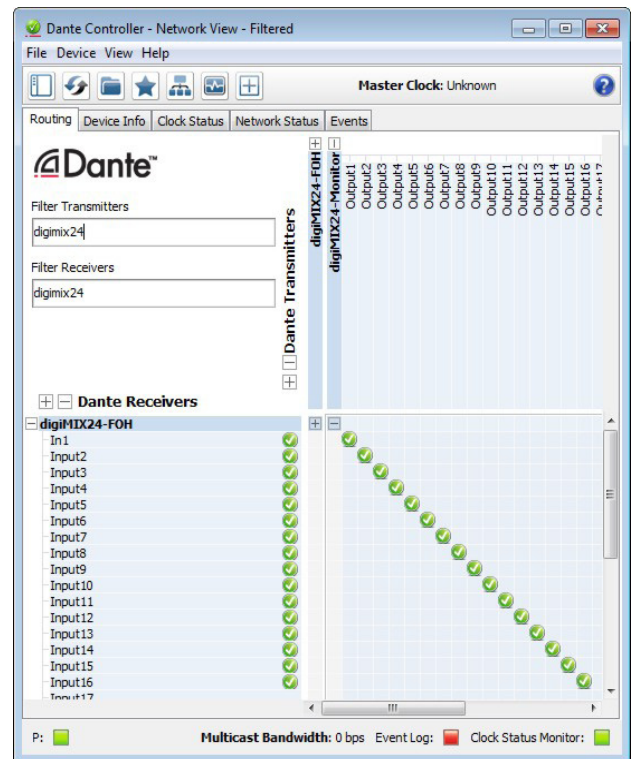 Dante Controller - Network View - Filtered
File Device View Help
Master Clock: Unknown
?
Routing Device Info Clock Status Network Status Events
Dante™
Filter Transmitters
digimix24
Filter Receivers
digimix24
Dante Transmitters
digiMIX24-FOH
digiMIX24-Monitor
Output1
Output2
Output3
Output4
Output5
Output6
Output7
Output8
Output9
Output10
Output11
Output12
Output13
Output14
Output15
Output16
Output17
Dante Receivers
digiMIX24-FOH
In1
Input2
Input3
Input4
Input5
Input6
Input7
Input8
Input9
Input10
Input11
Input12
Input13
Input14
Input15
Input16
Input17
P: Multicast Bandwidth: 0 bps Event Log: Clock Status Monitor: